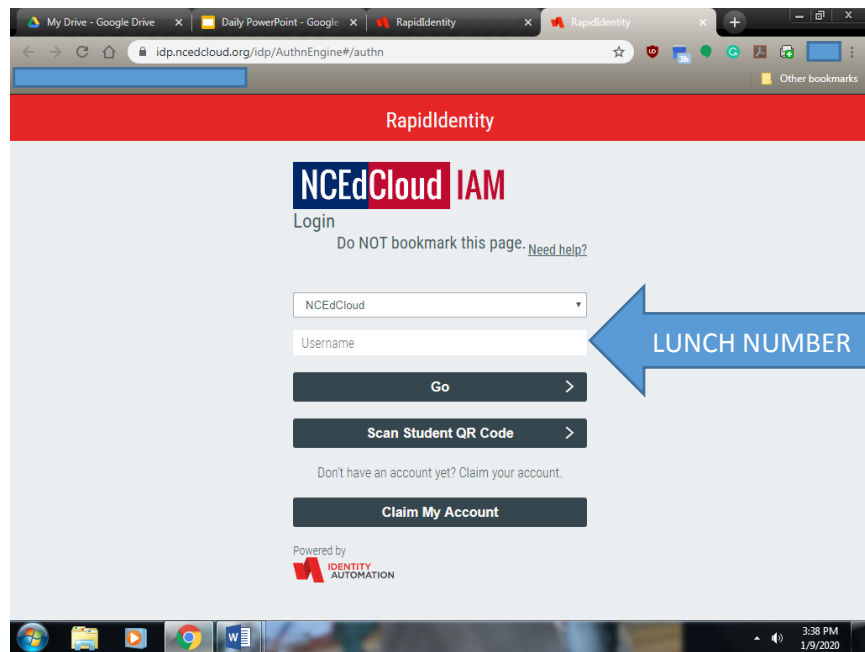 My Drive - Google Drive
Daily PowerPoint - Google
RapidIdentity
RapidIdentity
idp.ncedcloud.org/idp/AuthnEngine#/authn
Other bookmarks
RapidIdentity
NCEdCloud IAM
Login
Do NOT bookmark this page. Need help?
NCEdCloud
Username
LUNCH NUMBER
Go
Scan Student QR Code
Don't have an account yet? Claim your account.
Claim My Account
Powered by
IDENTITY
AUTOMATION
3:38 PM
1/9/2020